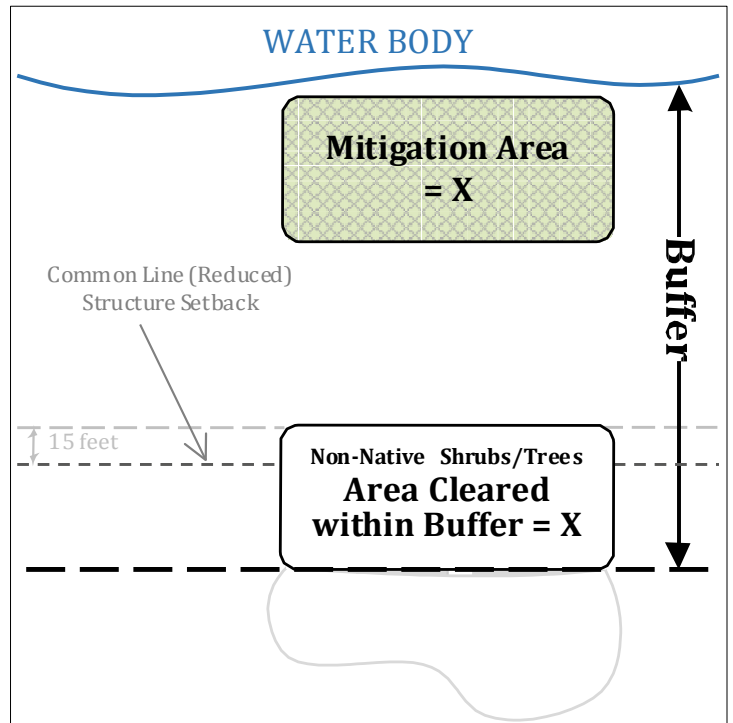 WATER BODY
Mitigation Area
= X
Common Line (Reduced)
Structure Setback
Buffer
15 feet
Non-Native Shrubs/Trees
Area Cleared
within Buffer = X